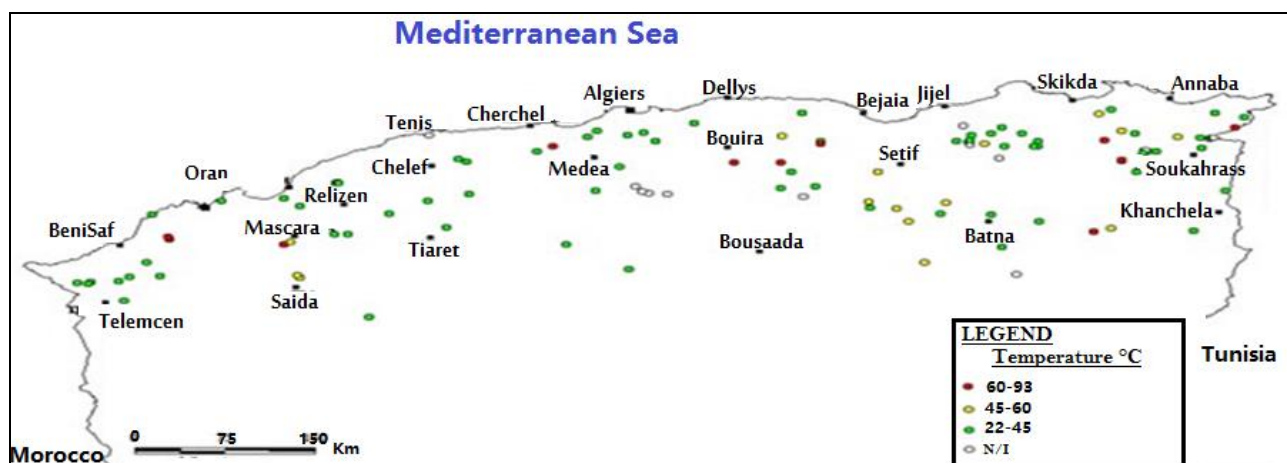 Mediterranean Sea
Skikda
Annaba
Dellys
Jijel
Algiers
Bejaia
Cherchel
Tenis
Bouira
Chelef
Medea
Setif
Soukahrass
Oran
Relizen
Khanchela
BeniSaf
Mascara
Tiaret
Batna
Bousaada
Saida
Telemcen
LEGEND
Temperature °C
Tunisia
60-93
45-60
22-45
N/I
0 75 150 Km
Morocco